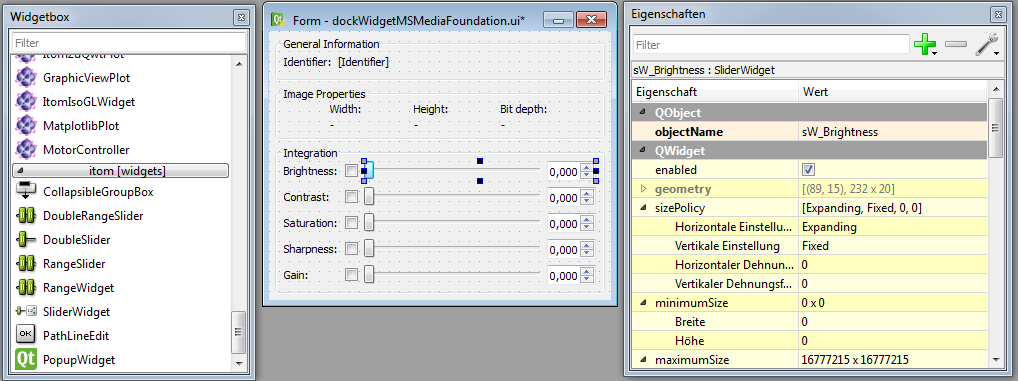 Widgetbox
Filter
GraphicViewPlot
ItomIsoGLWidget
MatplotlibPlot
MotorController
itom [widgets]
CollapsibleGroupBox
DoubleRangeSlider
DoubleSlider
RangeSlider
RangeWidget
SliderWidget
OK PathLineEdit
Qt PopupWidget
Qt Form - dockWidgetMSMediaFoundation.ui*
General Information
Identifier: [Identifier]
Image Properties
Width: Height: Bit depth:
- - -
Integration
Brightness: 0,000
Contrast: 0,000
Saturation: 0,000
Sharpness: 0,000
Gain: 0,000
Eigenschaften
Filter
sW_Brightness : SliderWidget
Eigenschaft Wert
QObject
objectName sW_Brightness
QWidget
enabled
geometry [(89, 15), 232 x 20]
sizePolicy [Expanding, Fixed, 0, 0]
Horizontale Einstellu... Expanding
Vertikale Einstellung Fixed
Horizontaler Dehnun... 0
Vertikaler Dehnungsf... 0
minimumSize 0 x 0
Breite 0
Höhe 0
maximumSize 16777215 x 16777215